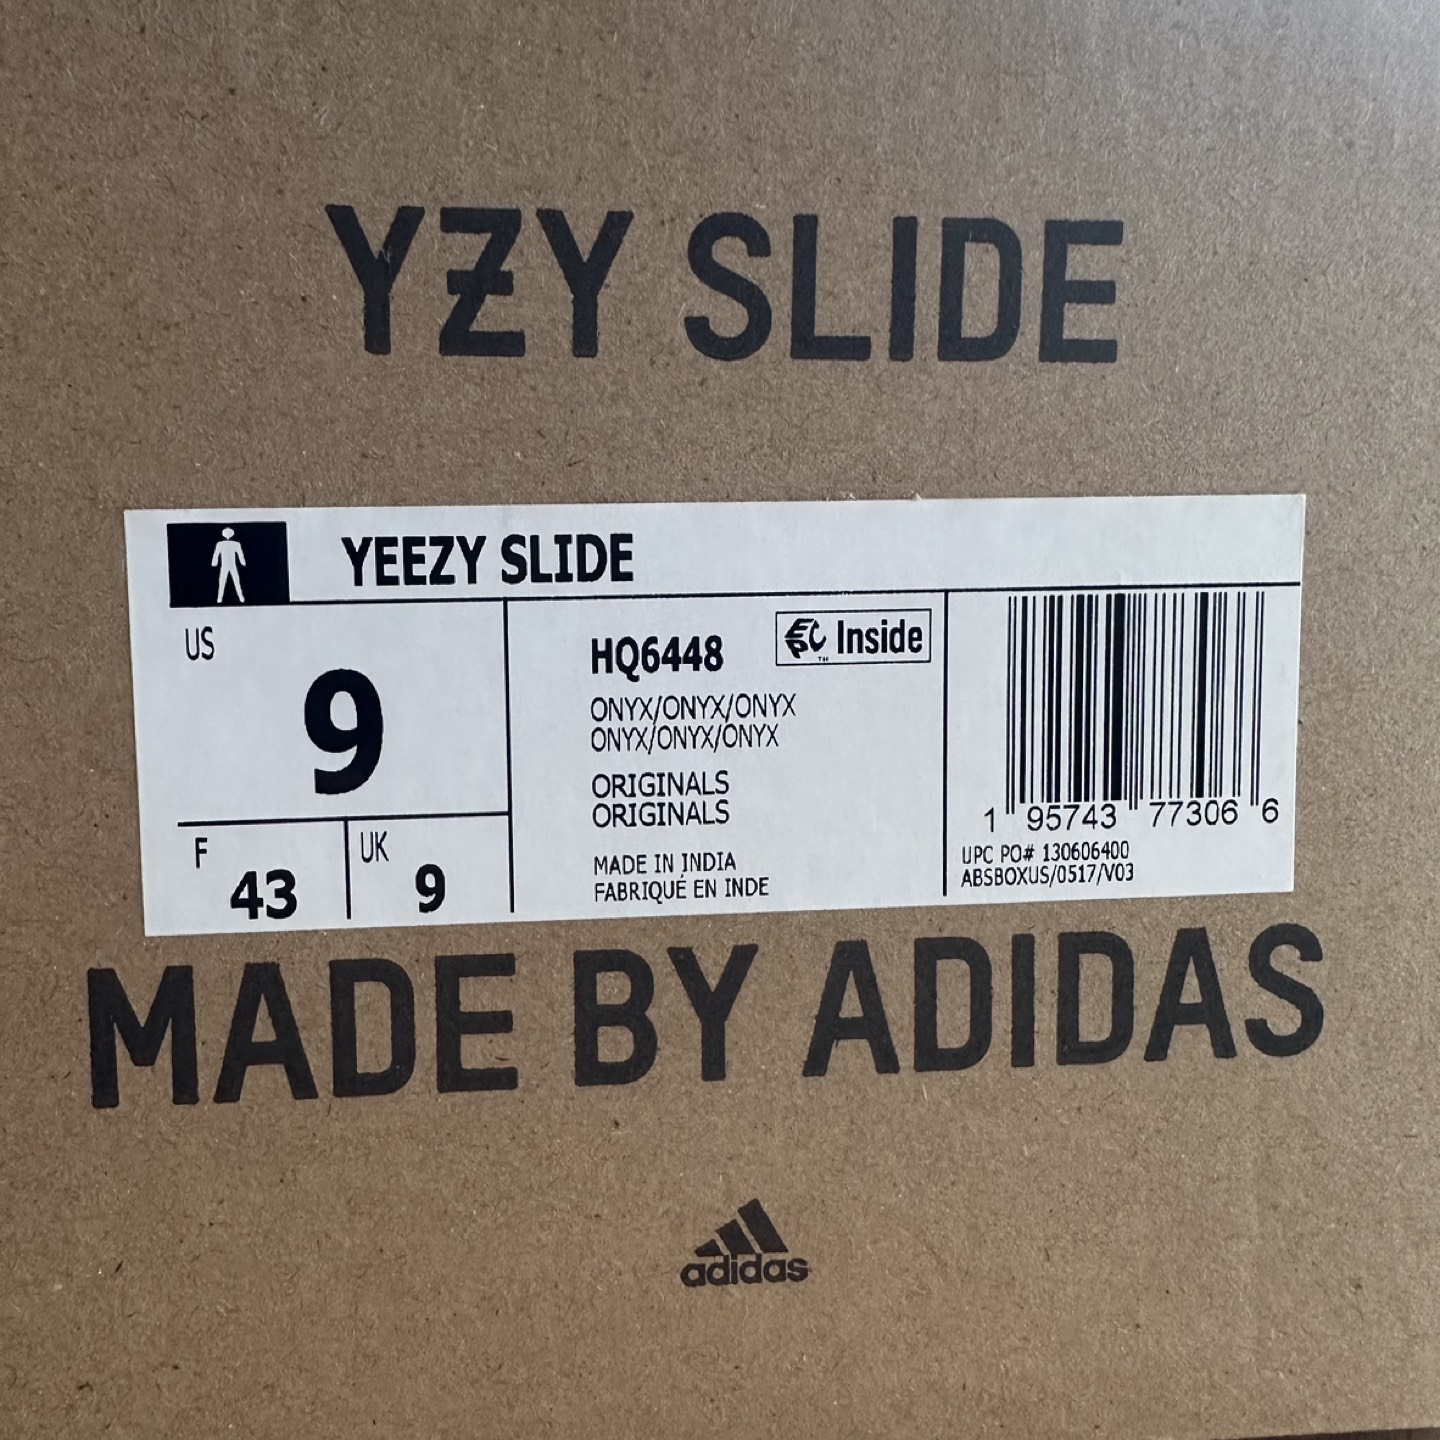 YZY SLIDE
YEEZY SLIDE
US
9
F
43
UK
9
HQ6448
EPC Inside
TM
ONYX/ONYX/ONYX
ONYX/ONYX/ONYX
ORIGINALS
ORIGINALS
MADE IN INDIA
FABRIQUÉ EN INDE
1 95743 77306 6
UPC PO# 130606400
ABSBOXUS/0517/V03
MADE BY ADIDAS
adidas